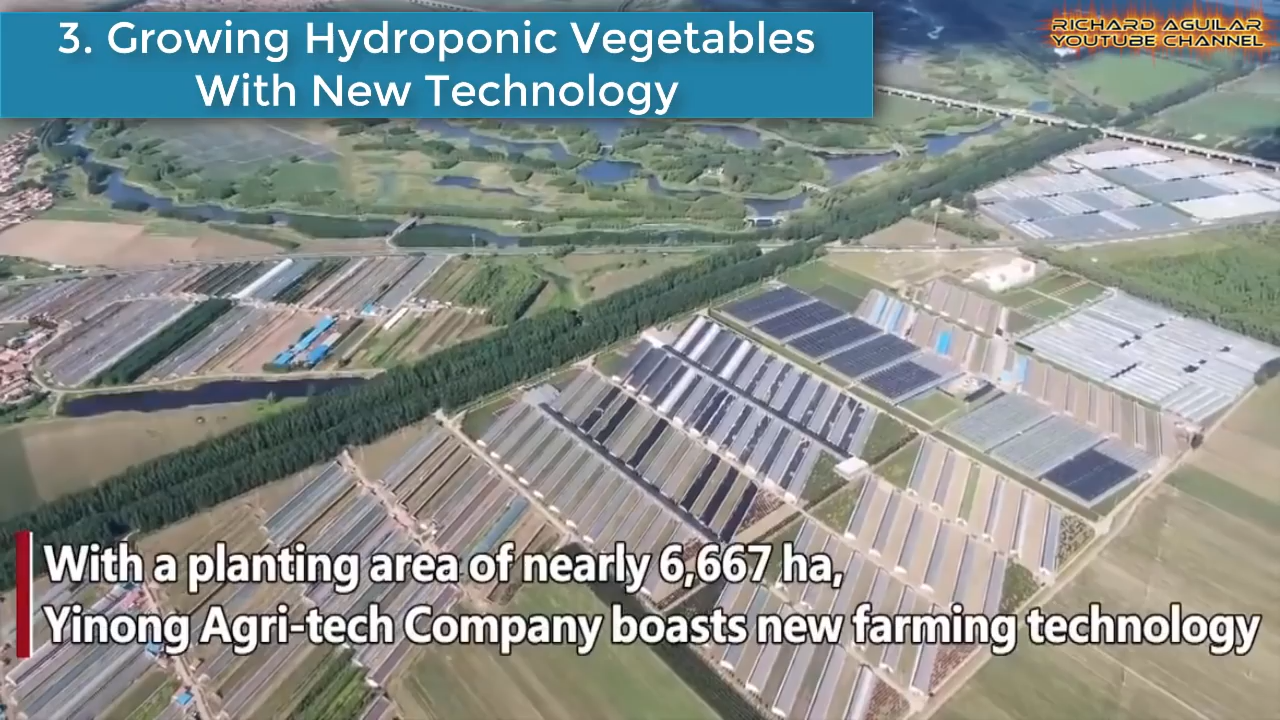 3. Growing Hydroponic Vegetables
With New Technology
RICHARD AGUILAR
YOUTUBE CHANNEL
With a planting area of nearly 6,667 ha,
Yinong Agri-tech Company boasts new farming technology